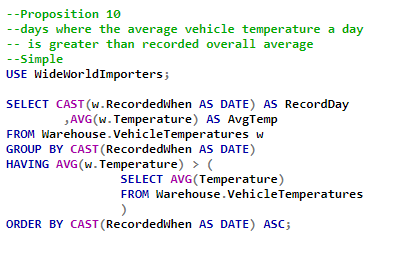 --Proposition 10
--days where the average vehicle temperature a day
-- is greater than recorded overall average
--Simple
USE WideWorldImporters;
SELECT CAST(w.RecordedWhen AS DATE) AS RecordDay
,AVG(w.Temperature) AS AvgTemp
FROM Warehouse.VehicleTemperatures w
GROUP BY CAST(RecordedWhen AS DATE)
HAVING AVG(w.Temperature) > (
SELECT AVG(Temperature)
FROM Warehouse.VehicleTemperatures
)
ORDER BY CAST(RecordedWhen AS DATE) ASC;